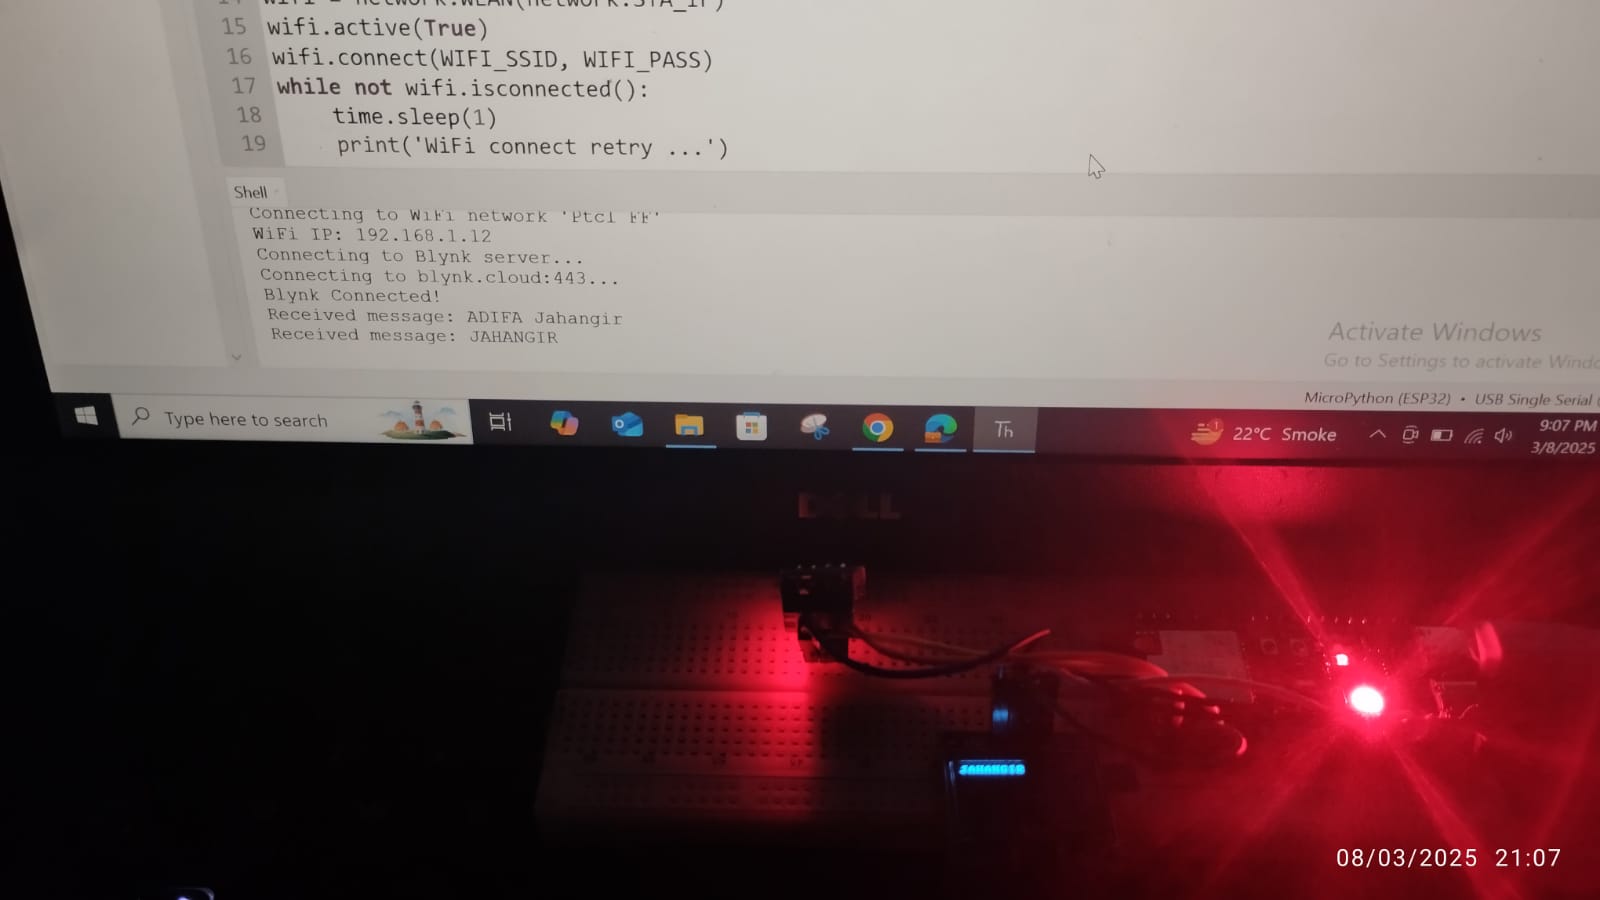 14 wifi = network.WLAN(network.STA_IF)
15 wifi.active(True)
16 wifi.connect(WIFI_SSID, WIFI_PASS)
17 while not wifi.isconnected():
18 time.sleep(1)
19 print('WiFi connect retry ...')
Shell
Connecting to WiFi network 'Ptcl FF'
WiFi IP: 192.168.1.12
Connecting to Blynk server...
Connecting to blynk.cloud:443...
Blynk Connected!
Received message: ADIFA Jahangir
Received message: JAHANGIR
Activate Windows
Go to Settings to activate
MicroPython (ESP32) • USB Single Serial
Type here to search
Th
22°C Smoke
9:07 PM
3/8/2025
DELL
JAHANGIR
08/03/2025 21:07